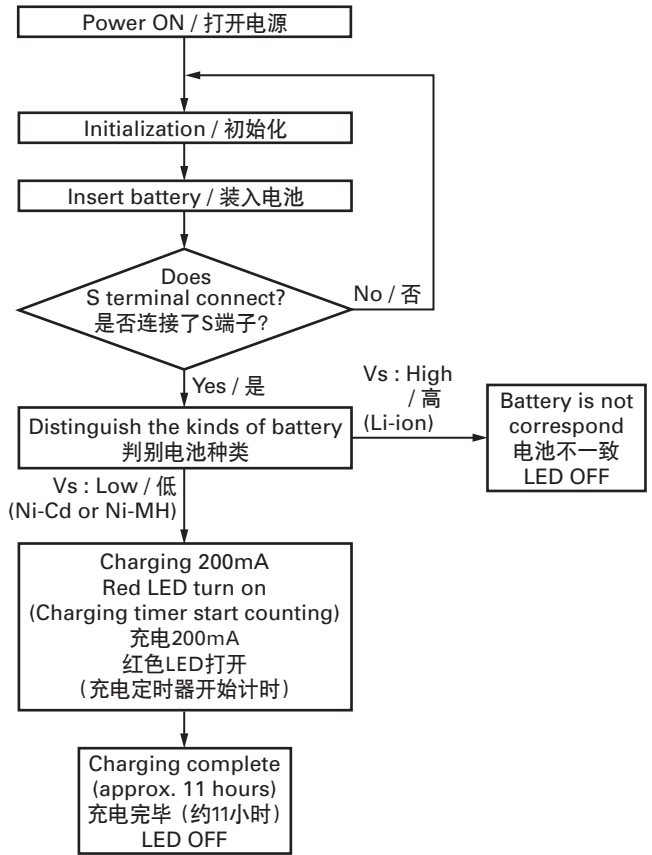 Power ON / 打开电源
Initialization / 初始化
Insert battery / 装入电池
Does
S terminal connect?
是否连接了S端子?
No / 否
Yes / 是
Distinguish the kinds of battery
判别电池种类
Vs : High
/ 高
(Li-ion)
Battery is not
correspond
电池不一致
LED OFF
Vs : Low / 低
(Ni-Cd or Ni-MH)
Charging 200mA
Red LED turn on
(Charging timer start counting)
充电200mA
红色LED打开
(充电定时器开始计时)
Charging complete
(approx. 11 hours)
充电完毕 (约11小时)
LED OFF